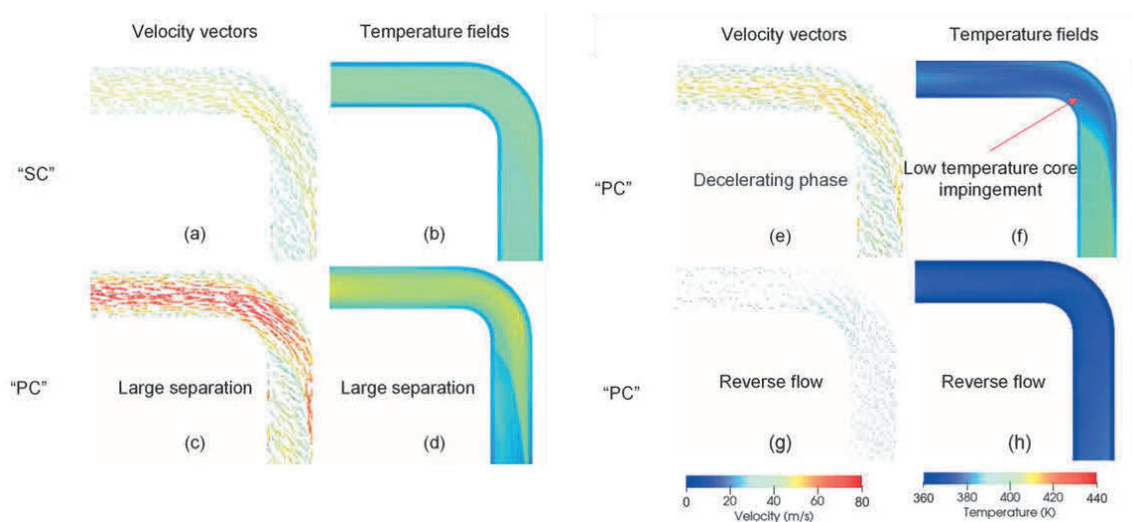 Velocity vectors
Temperature fields
"SC"
(a)
(b)
"PC"
Large separation
Large separation
(c)
(d)
Velocity vectors
Temperature fields
"PC"
Decelerating phase
Low temperature core
impingement
(e)
(f)
"PC"
Reverse flow
Reverse flow
(g)
(h)
0 20 40 60 80
Velocity (m/s)
360 380 400 420 440
Temperature (K)